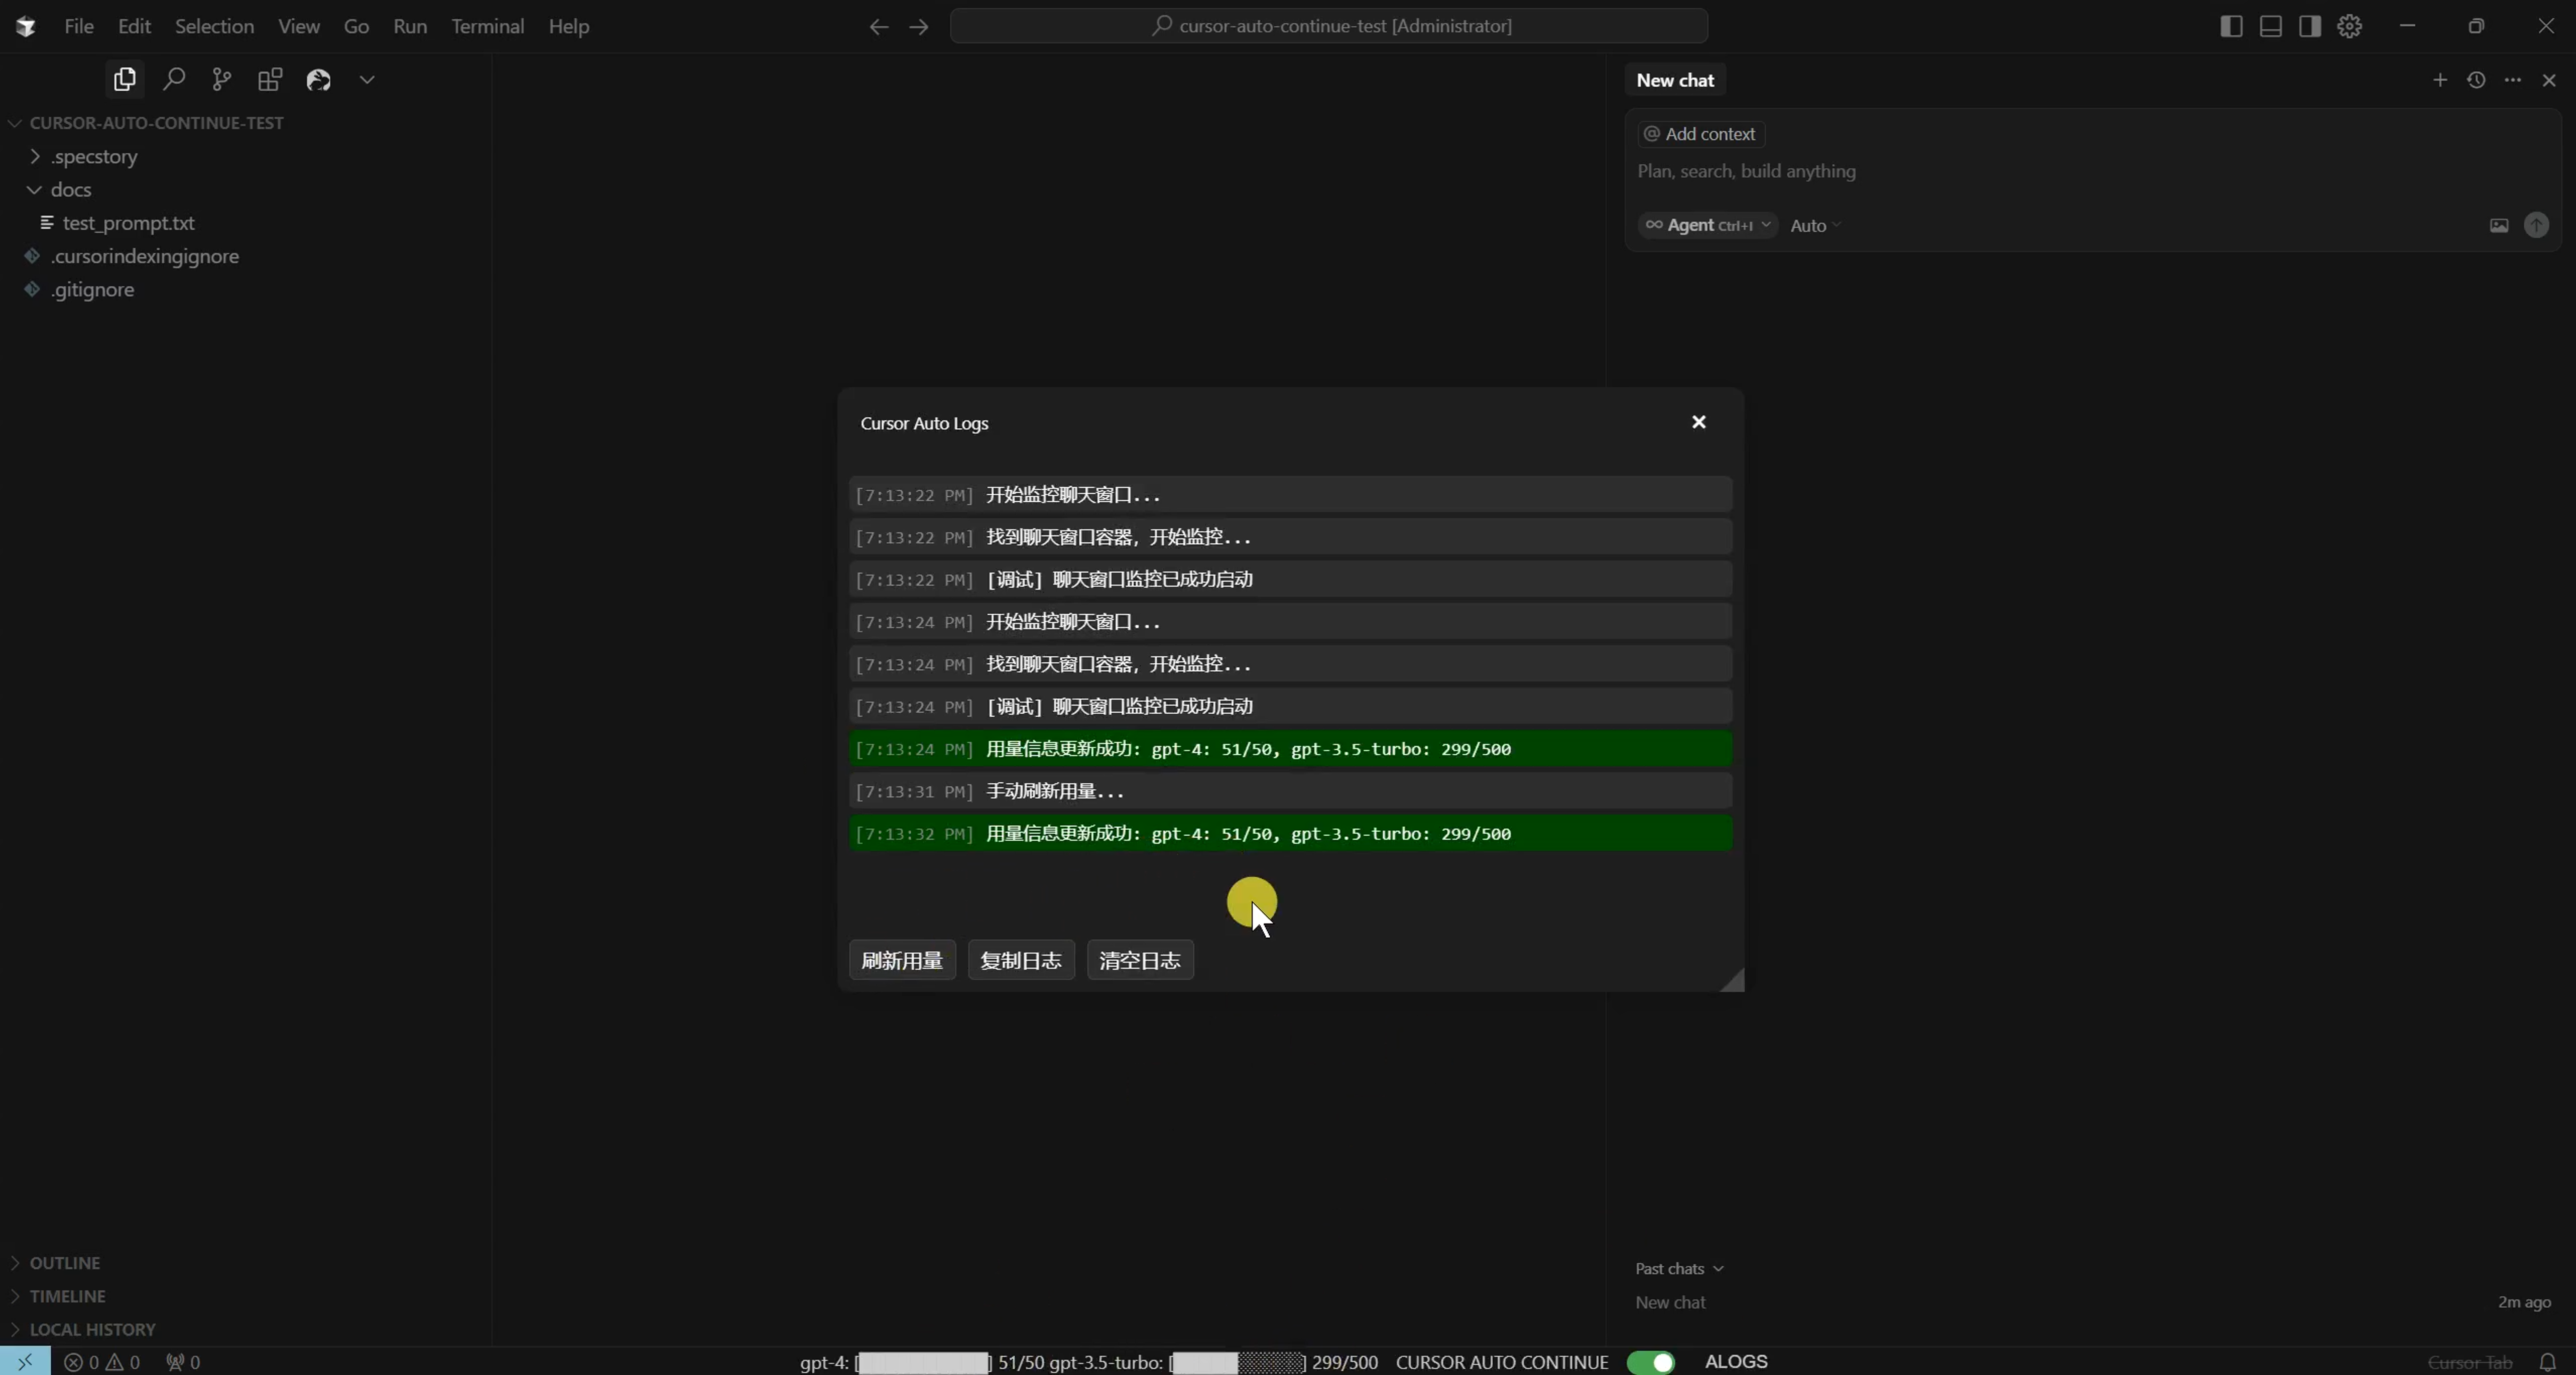 File Edit Selection View Go Run Terminal Help
cursor-auto-continue-test [Administrator]
CURSOR-AUTO-CONTINUE-TEST
.specstory
docs
test_prompt.txt
.cursorindexingignore
.gitignore
New chat
@ Add context
Plan, search, build anything
∞ Agent Ctrl+I Auto
Cursor Auto Logs
[7:13:22 PM] 开始监控聊天窗口...
[7:13:22 PM] 找到聊天窗口容器，开始监控...
[7:13:22 PM] [调试] 聊天窗口监控已成功启动
[7:13:24 PM] 开始监控聊天窗口...
[7:13:24 PM] 找到聊天窗口容器，开始监控...
[7:13:24 PM] [调试] 聊天窗口监控已成功启动
[7:13:24 PM] 用量信息更新成功: gpt-4: 51/50, gpt-3.5-turbo: 299/500
[7:13:31 PM] 手动刷新用量...
[7:13:32 PM] 用量信息更新成功: gpt-4: 51/50, gpt-3.5-turbo: 299/500
刷新用量 复制日志 清空日志
Past chats
New chat 2m ago
OUTLINE
TIMELINE
LOCAL HISTORY
0 0 0 gpt-4: [██████████] 51/50 gpt-3.5-turbo: [█████░░░░░] 299/500 CURSOR AUTO CONTINUE ALOGS Cursor Tab